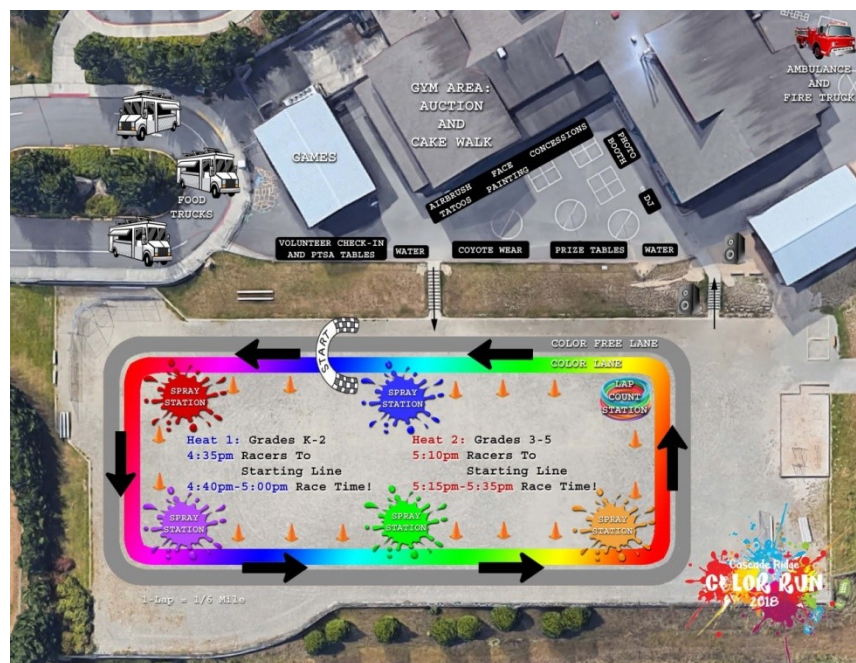 AMBULANCE
AND
FIRE TRUCK
GYM AREA:
AUCTION
AND
CAKE WALK
GAMES
FOOD
TRUCKS
AIRBRUSH
TATOOS
FACE
PAINTING
CONCESSIONS
PHOTO
BOOTH
DJ
VOLUNTEER CHECK-IN
AND PTSA TABLES
WATER
COYOTE WEAR
PRIZE TABLES
WATER
START
COLOR FREE LANE
COLOR LANE
SPRAY
STATION
SPRAY
STATION
LAP
COUNT
STATION
Heat 1: Grades K-2
4:35pm Racers To
Starting Line
4:40pm-5:00pm Race Time!
Heat 2: Grades 3-5
5:10pm Racers To
Starting Line
5:15pm-5:35pm Race Time!
SPRAY
STATION
SPRAY
STATION
SPRAY
STATION
1-Lap = 1/6 Mile
Cascade Ridge
COLOR RUN
2018